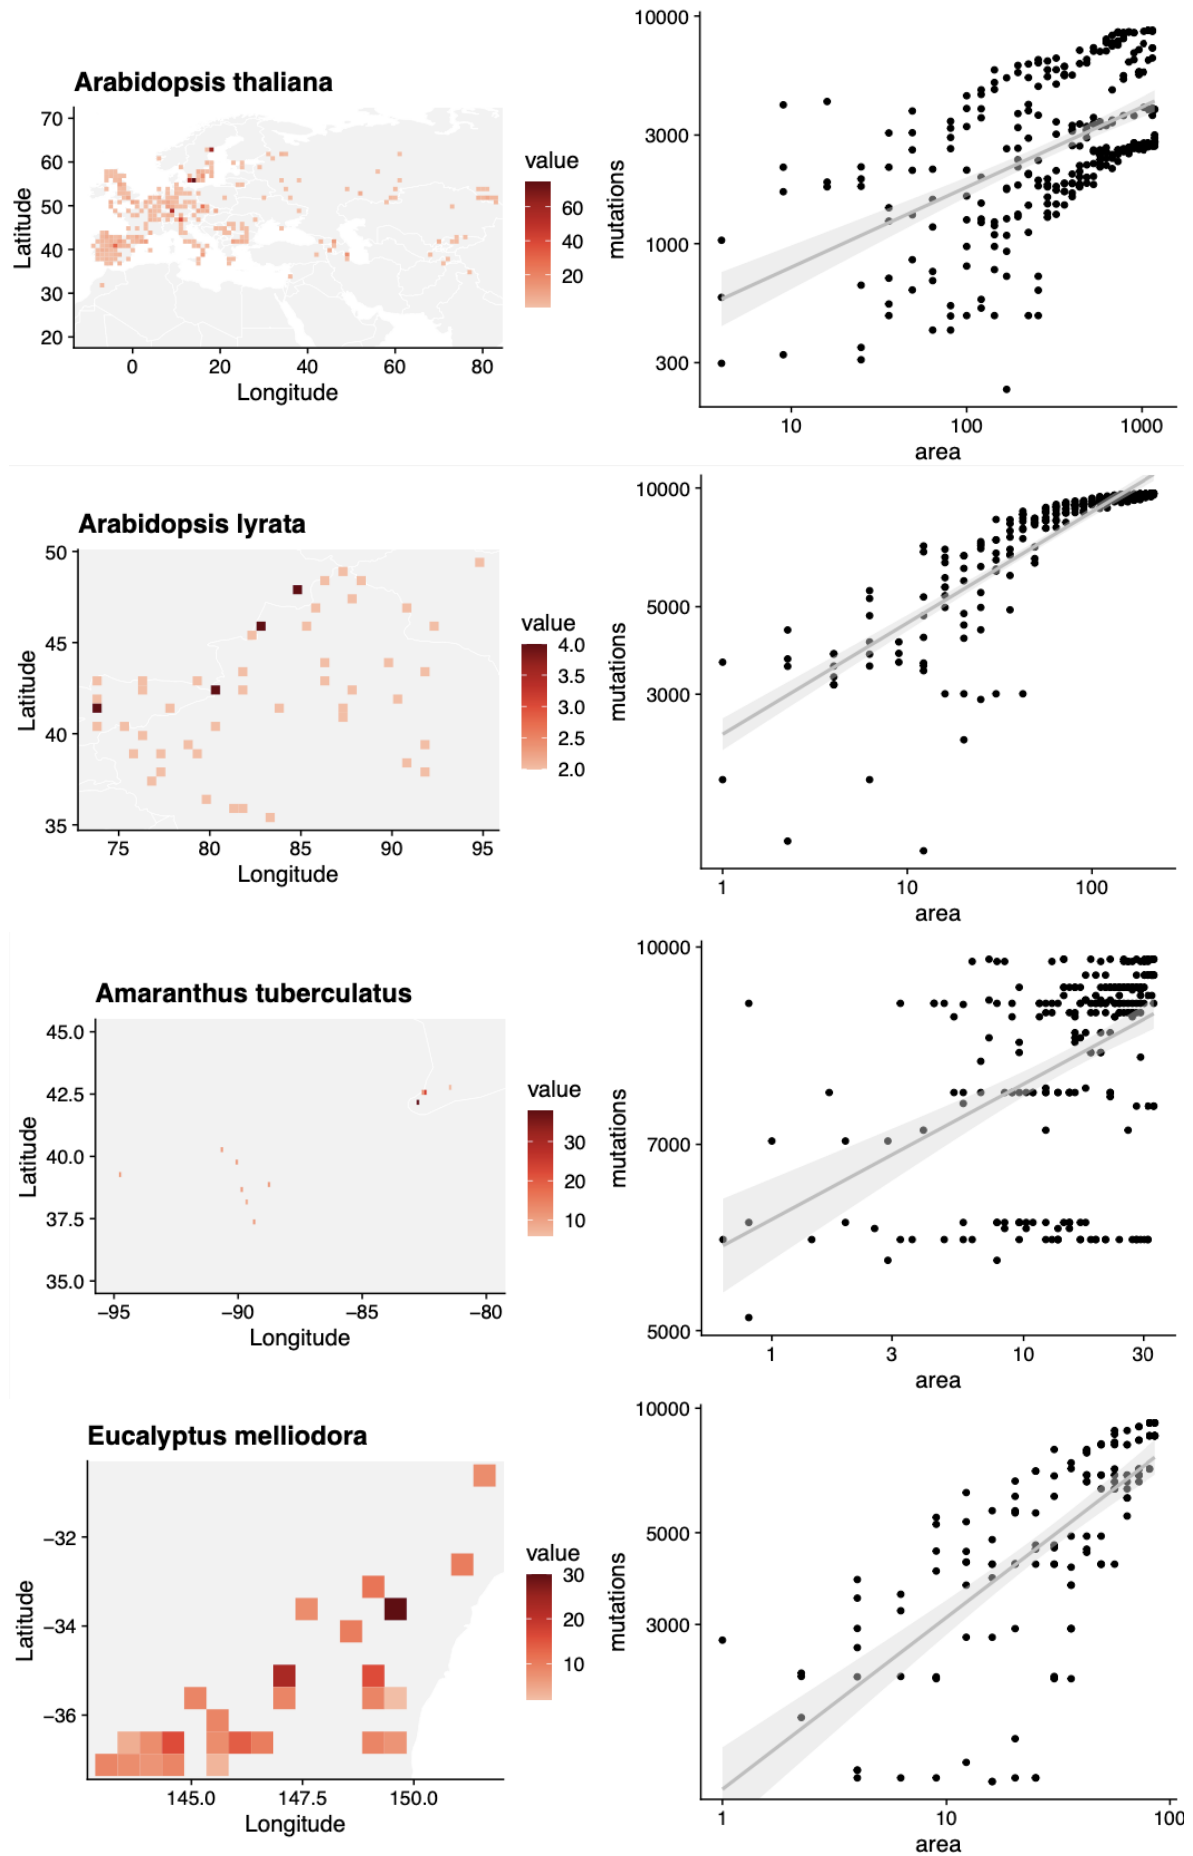 Arabidopsis thaliana
70
60
50
40
30
20
Latitude
0 20 40 60 80
Longitude
value
60
40
20
10000
3000
1000
300
mutations
10 100 1000
area
Arabidopsis lyrata
50
45
40
35
Latitude
75 80 85 90 95
Longitude
value
4.0
3.5
3.0
2.5
2.0
10000
5000
3000
mutations
1 10 100
area
Amaranthus tuberculatus
45.0
42.5
40.0
37.5
35.0
Latitude
−95 −90 −85 −80
Longitude
value
30
20
10
10000
7000
5000
mutations
1 3 10 30
area
Eucalyptus melliodora
−32
−34
−36
Latitude
145.0 147.5 150.0
Longitude
value
30
20
10
10000
5000
3000
mutations
1 10 100
area